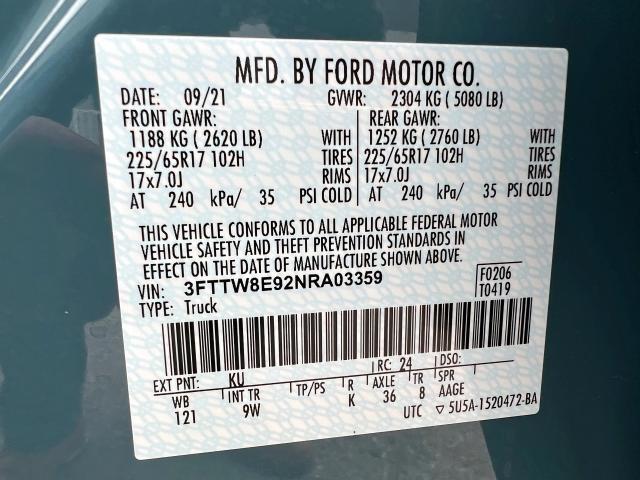 MFD. BY FORD MOTOR CO.
DATE: 09/21 GVWR: 2304 KG ( 5080 LB)
FRONT GAWR: REAR GAWR:
1188 KG ( 2620 LB) WITH 1252 KG ( 2760 LB) WITH
225/65R17 102H TIRES 225/65R17 102H TIRES
17x7.0J RIMS 17x7.0J RIMS
AT 240 kPa/ 35 PSI COLD AT 240 kPa/ 35 PSI COLD
THIS VEHICLE CONFORMS TO ALL APPLICABLE FEDERAL MOTOR
VEHICLE SAFETY AND THEFT PREVENTION STANDARDS IN
EFFECT ON THE DATE OF MANUFACTURE SHOWN ABOVE.
VIN: 3FTTW8E92NRA03359 F0206
TYPE: Truck T0419
EXT PNT: KU RC: 24 DSO:
WB INT TR TP/PS R AXLE TR SPR
121 9W K 36 8 AAGE
UTC ▽ 5U5A-1520472-BA